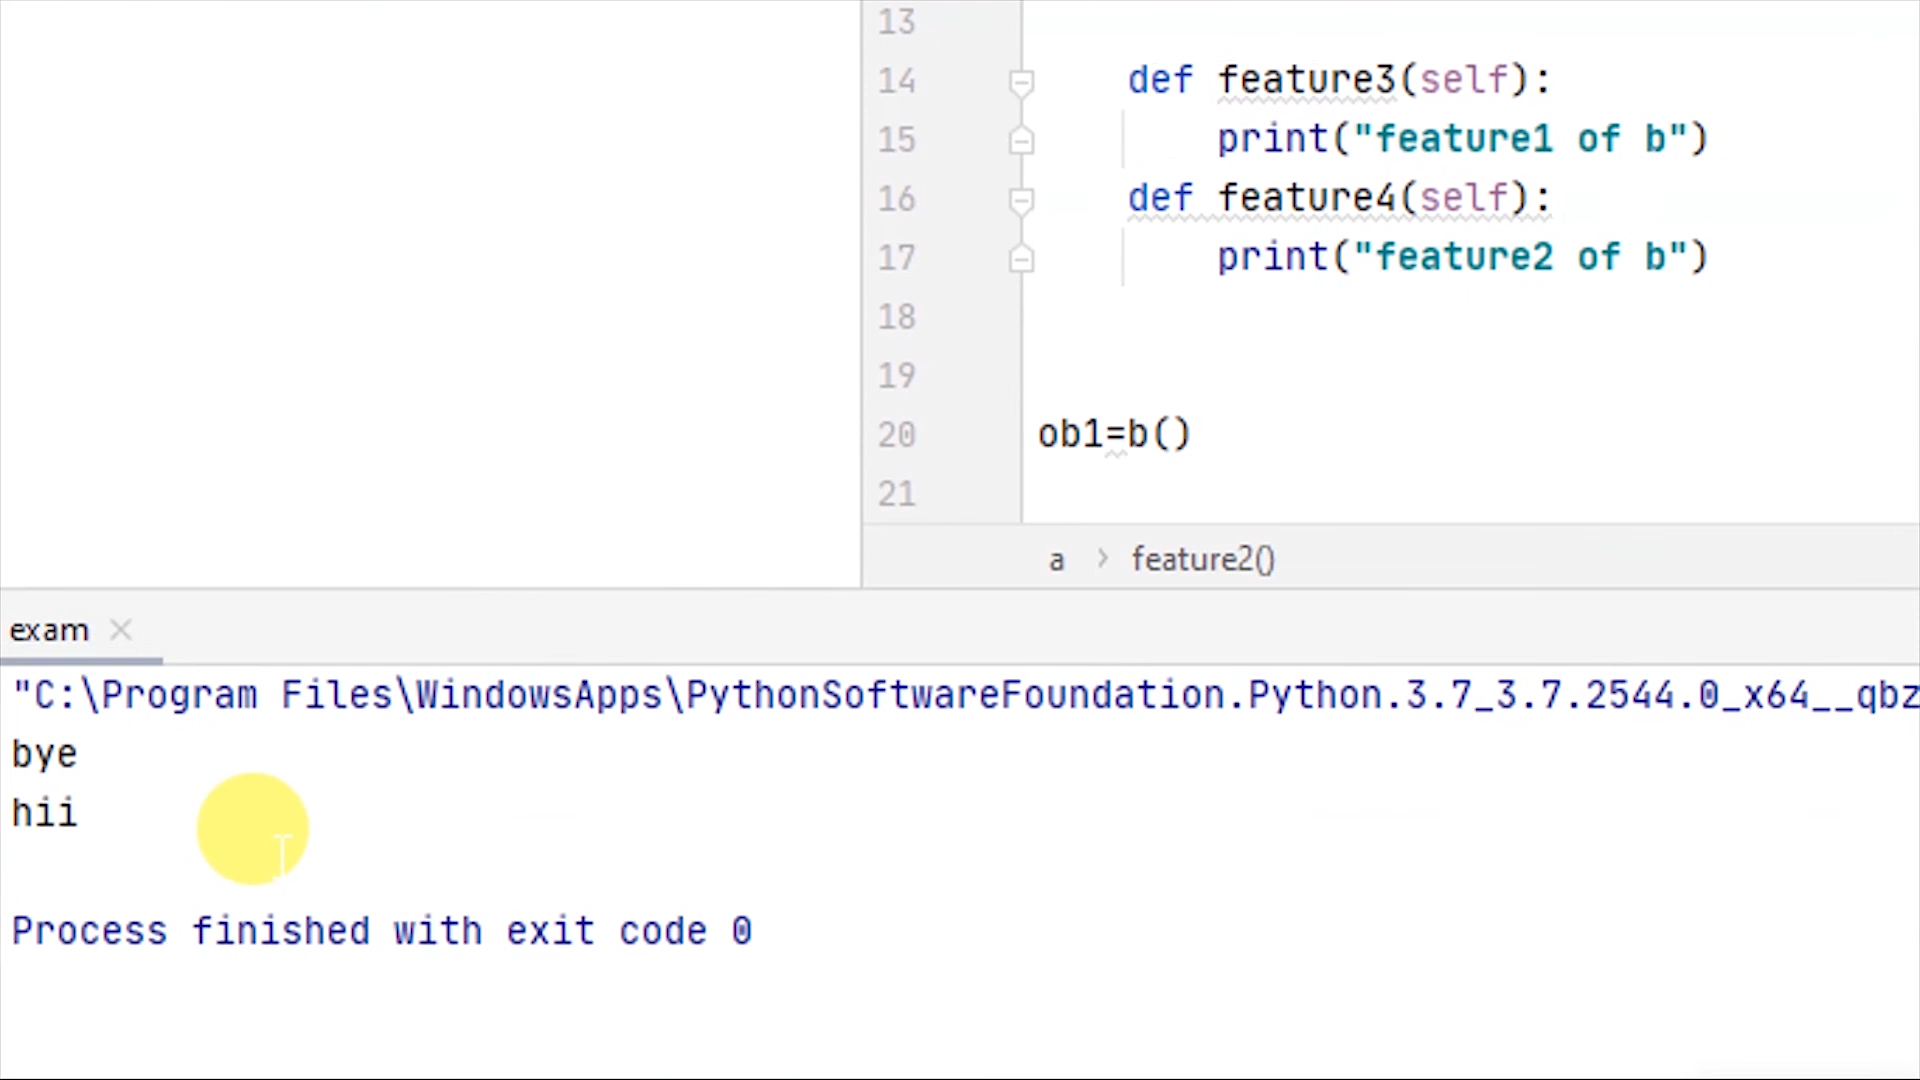 13
14 def feature3(self):
15 print("feature1 of b")
16 def feature4(self):
17 print("feature2 of b")
18
19
20 ob1=b()
21
a > feature2()
exam ×
"C:\Program Files\WindowsApps\PythonSoftwareFoundation.Python.3.7_3.7.2544.0_x64__qbz
bye
hii
Process finished with exit code 0